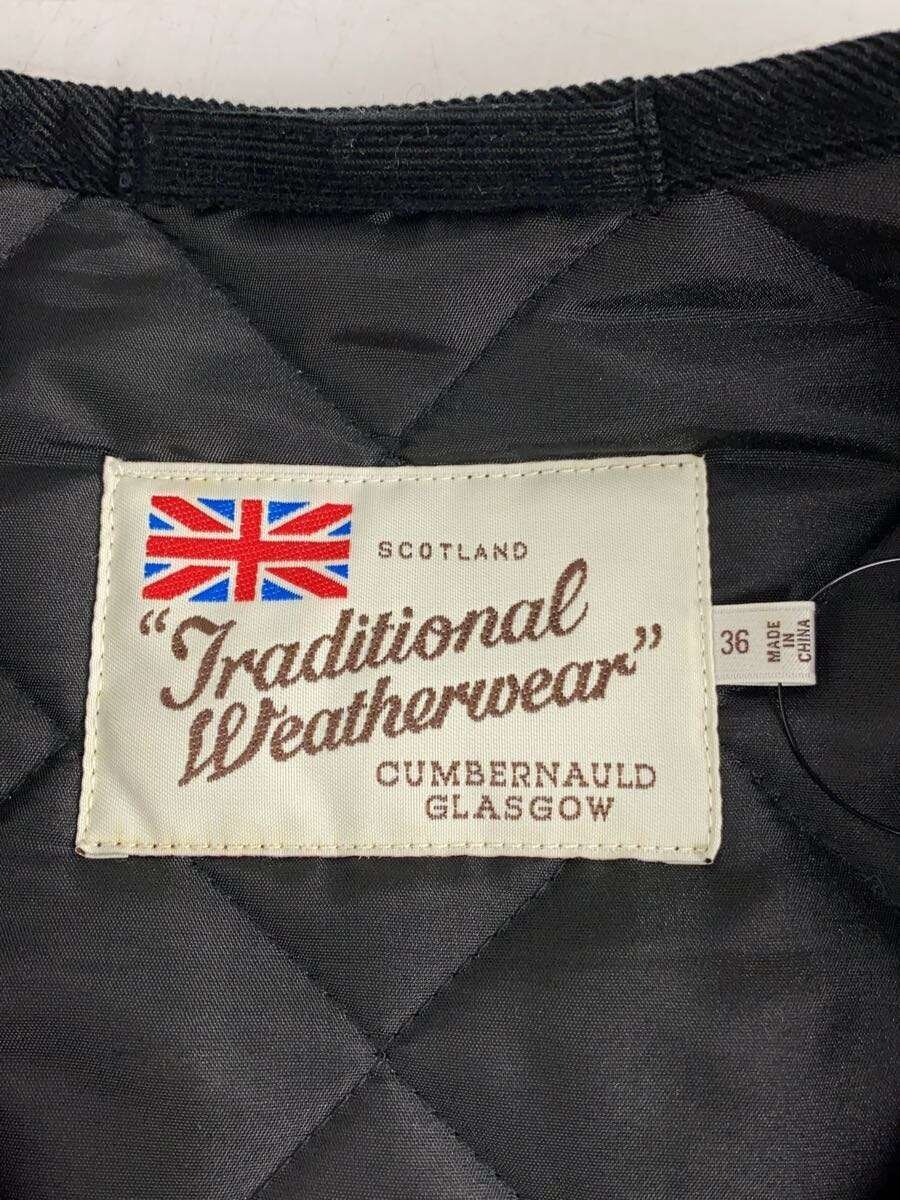 SCOTLAND
"Traditional
Weatherwear"
CUMBERNAULD
GLASGOW
36
MADE
IN
CHINA